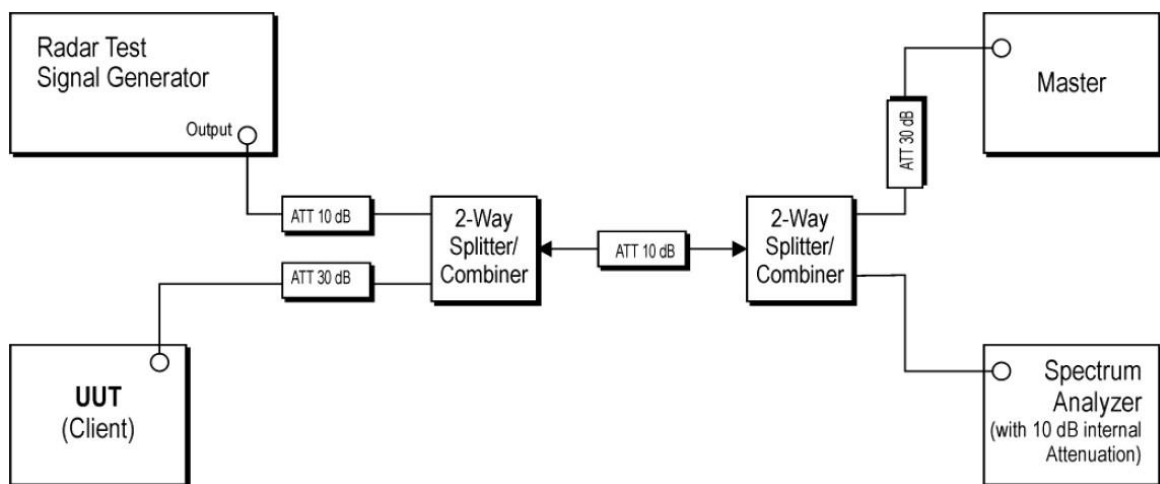 Radar Test
Signal Generator
Output
Master
ATT 30 dB
ATT 10 dB
2-Way
Splitter/
Combiner
ATT 10 dB
2-Way
Splitter/
Combiner
ATT 30 dB
UUT
(Client)
Spectrum
Analyzer
(with 10 dB internal
Attenuation)